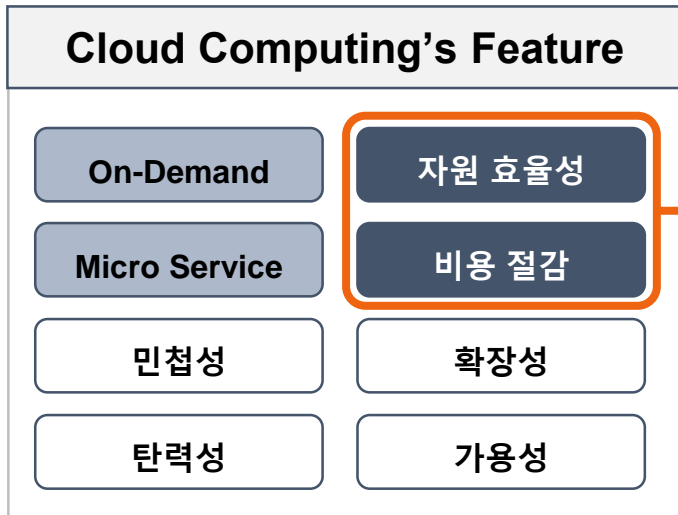 Cloud Computing's Feature
On-Demand
자원 효율성
Micro Service
비용 절감
민첩성
확장성
탄력성
가용성